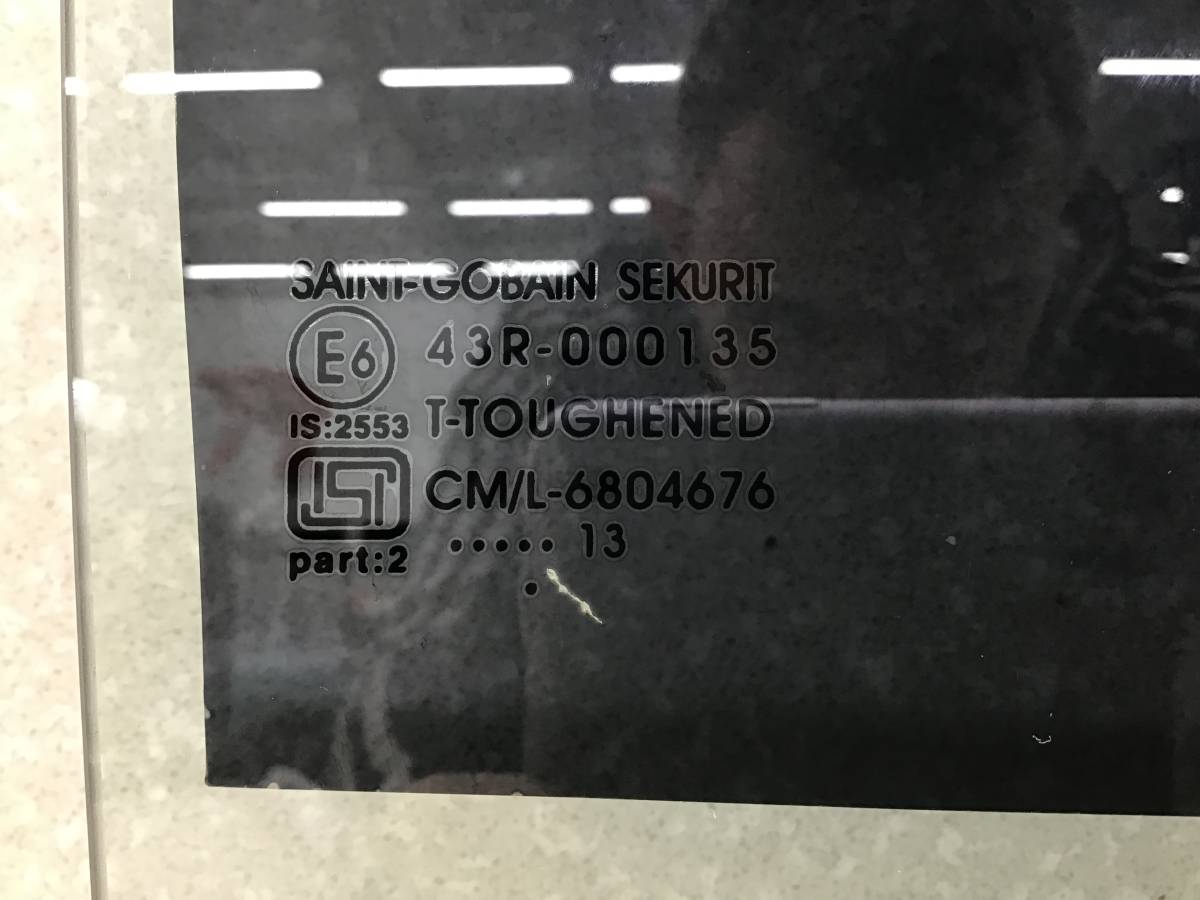 SAINT-GOBAIN SEKURIT
E6 43R-000135
IS:2553 T-TOUGHENED
ISI CM/L-6804676
part:2 ..... 13
.